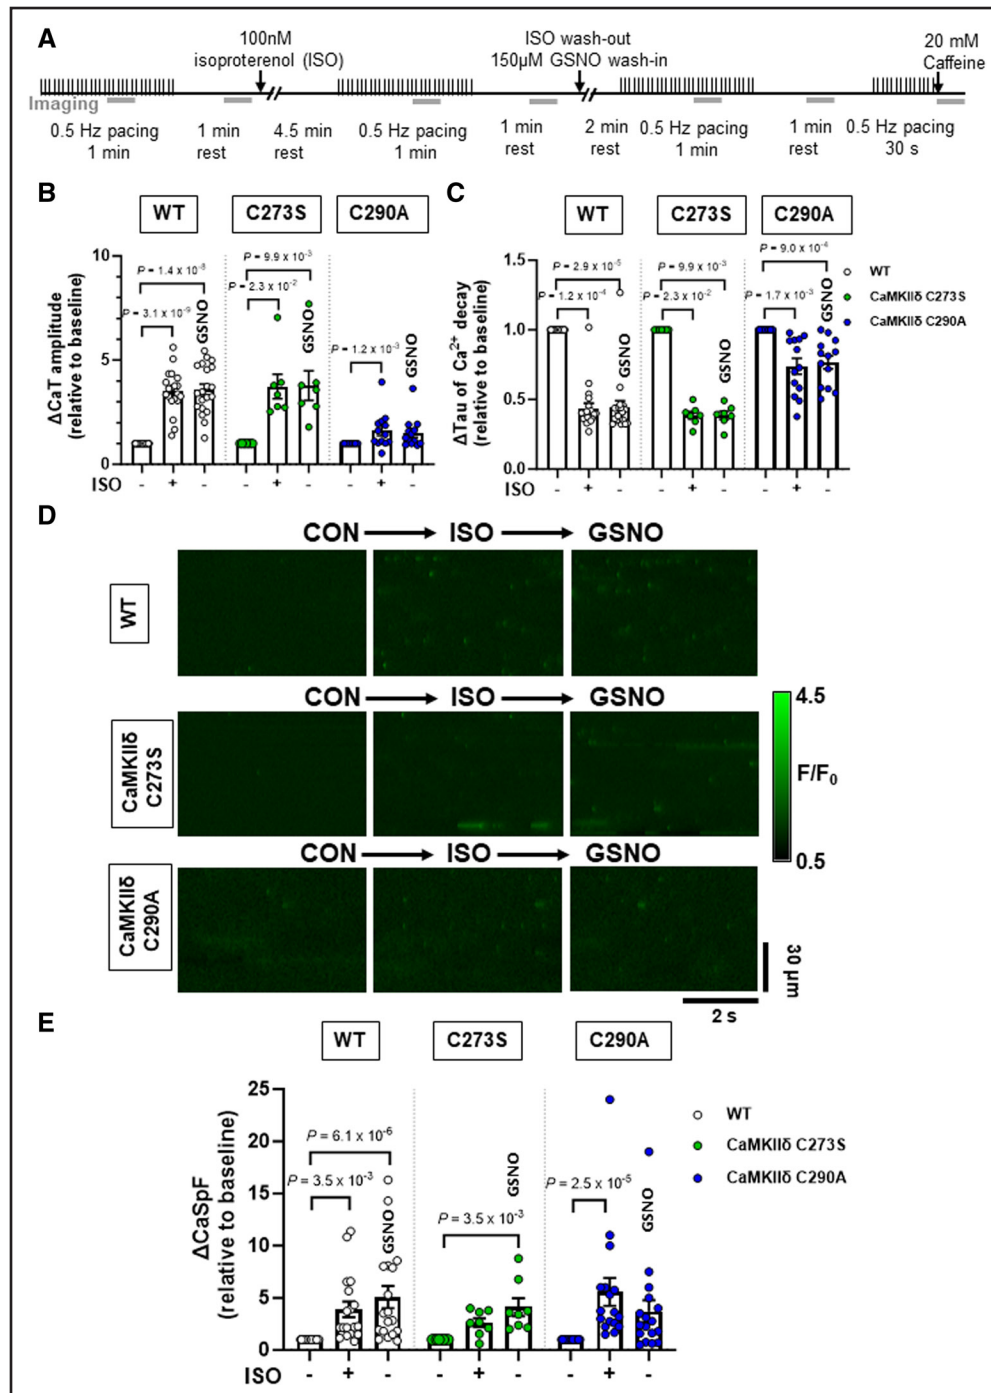 A
100nM
isoproterenol (ISO)
ISO wash-out
150µM GSNO wash-in
20 mM
Caffeine
Imaging
0.5 Hz pacing
1 min
1 min
rest
4.5 min
rest
0.5 Hz pacing
1 min
1 min
rest
2 min
rest
0.5 Hz pacing
1 min
1 min
rest
0.5 Hz pacing
30 s
B
WT
C273S
C290A
ΔCaT amplitude
(relative to baseline)
10
5
0
P = 1.4 x 10⁻⁸
P = 3.1 x 10⁻⁹
GSNO
P = 9.9 x 10⁻³
P = 2.3 x 10⁻²
GSNO
P = 1.2 x 10⁻³
GSNO
ISO - + - - + - - + -
C
WT
C273S
C290A
ΔTau of Ca²⁺ decay
(relative to baseline)
1.5
1.0
0.5
0.0
P = 2.9 x 10⁻⁵
P = 1.2 x 10⁻⁴
GSNO
P = 9.9 x 10⁻³
P = 2.3 x 10⁻²
GSNO
P = 9.0 x 10⁻⁴
P = 1.7 x 10⁻³
GSNO
ISO - + - - + - - + -
WT
CaMKIIδ C273S
CaMKIIδ C290A
D
CON ISO GSNO
WT
CON ISO GSNO
CaMKIIδ
C273S
CON ISO GSNO
CaMKIIδ
C290A
4.5
F/F₀
0.5
30 µm
2 s
E
WT
C273S
C290A
ΔCaSpF
(relative to baseline)
25
20
15
10
5
0
P = 6.1 x 10⁻⁶
P = 3.5 x 10⁻³
GSNO
P = 3.5 x 10⁻³
GSNO
P = 2.5 x 10⁻⁵
GSNO
ISO - + - - + - - + -
WT
CaMKIIδ C273S
CaMKIIδ C290A